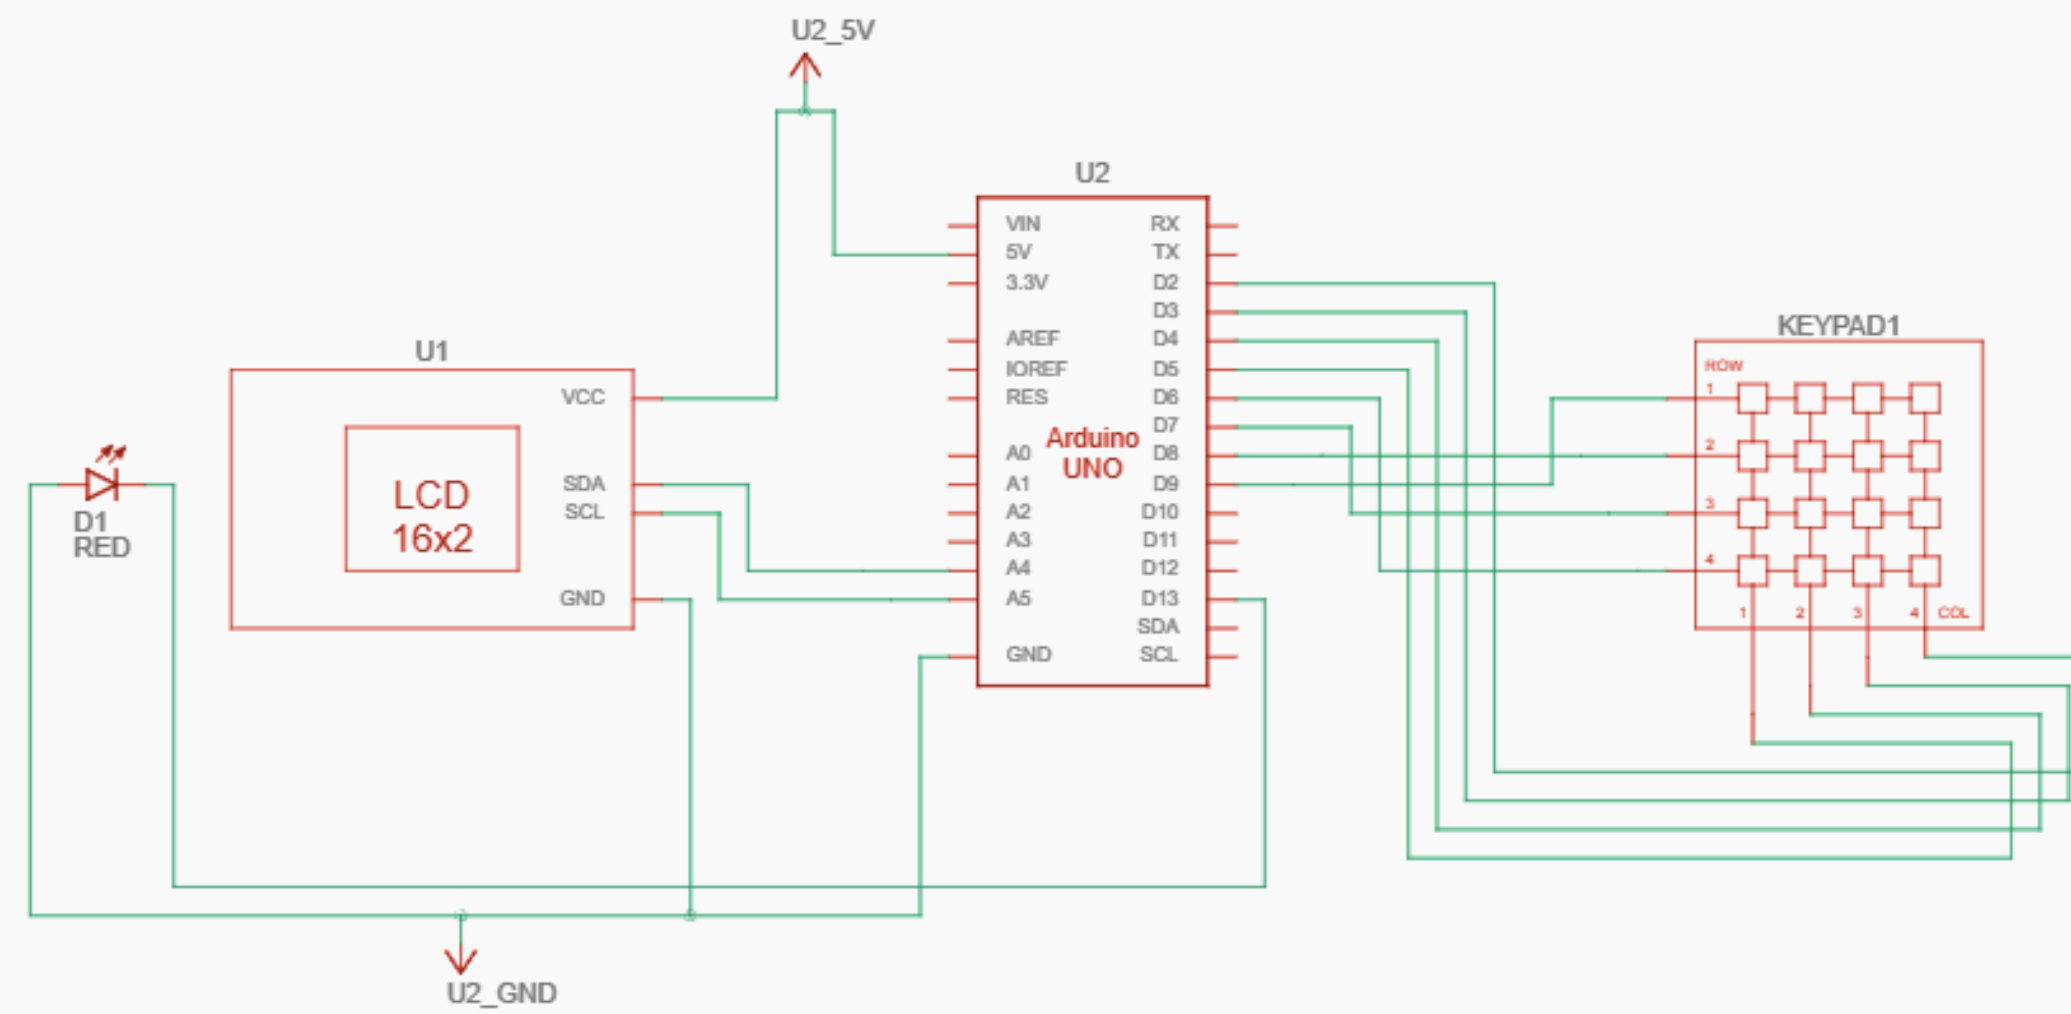 U2_5V
U2
VIN
5V
3.3V
AREF
IOREF
RES
A0
A1
A2
A3
A4
A5
GND
Arduino
UNO
RX
TX
D2
D3
D4
D5
D6
D7
D8
D9
D10
D11
D12
D13
SDA
SCL
U1
VCC
SDA
SCL
GND
LCD
16x2
D1
RED
KEYPAD1
ROW
1
2
3
4
1 2 3 4 COL
U2_GND